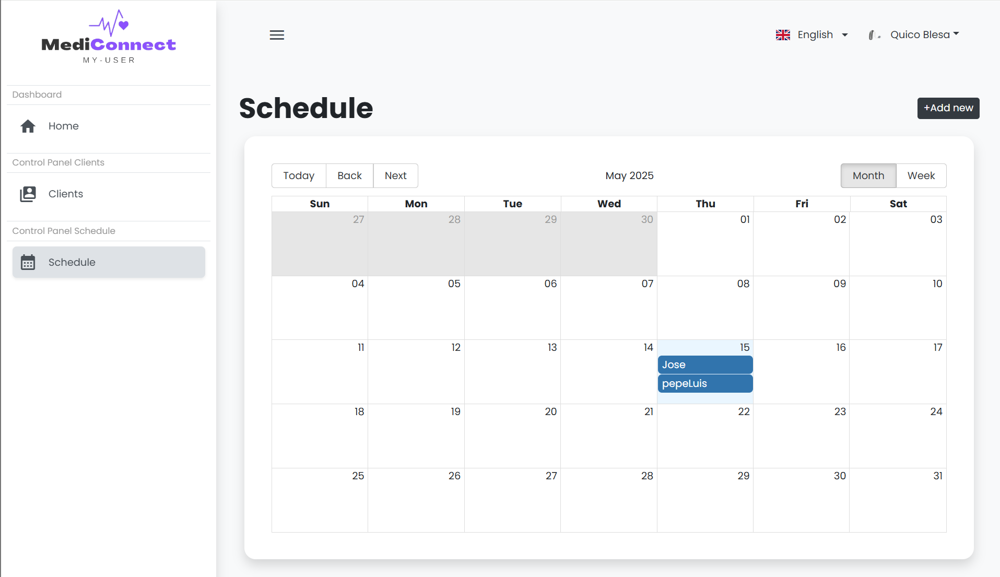 MediConnect
MY-USER
English
Quico Blesa
Dashboard
Home
Control Panel Clients
Clients
Control Panel Schedule
Schedule
Schedule
+Add new
Today Back Next
May 2025
Month Week
Sun Mon Tue Wed Thu Fri Sat
27 28 29 30 01 02 03
04 05 06 07 08 09 10
11 12 13 14 15 16 17
Jose
pepeLuis
18 19 20 21 22 23 24
25 26 27 28 29 30 31